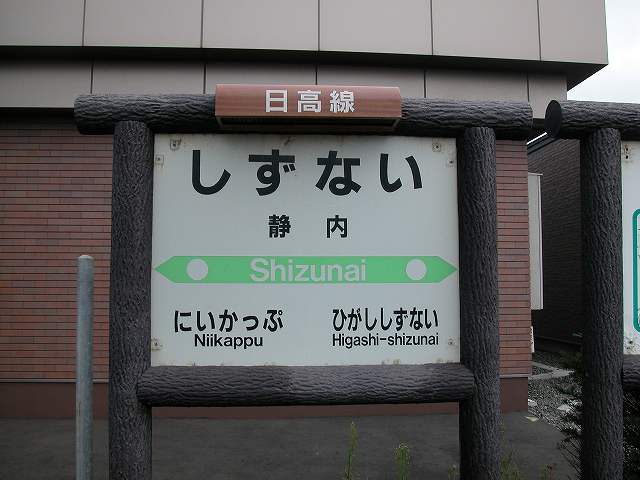 日高線
しずない
静内
Shizunai
にいかっぷ ひがししずない
Niikappu Higashi-shizunai